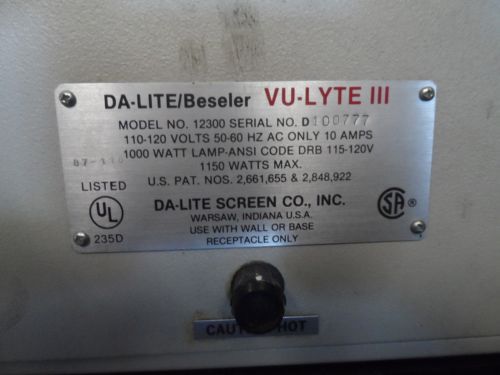 DA-LITE/Beseler VU-LYTE III
MODEL NO. 12300 SERIAL NO. D100777
110-120 VOLTS 50-60 HZ AC ONLY 10 AMPS
1000 WATT LAMP-ANSI CODE DRB 115-120V
1150 WATTS MAX.
U.S. PAT. NOS. 2,661,655 & 2,848,922
LISTED
UL
235D
DA-LITE SCREEN CO., INC.
WARSAW, INDIANA U.S.A.
USE WITH WALL OR BASE
RECEPTACLE ONLY
SA ®
HOT